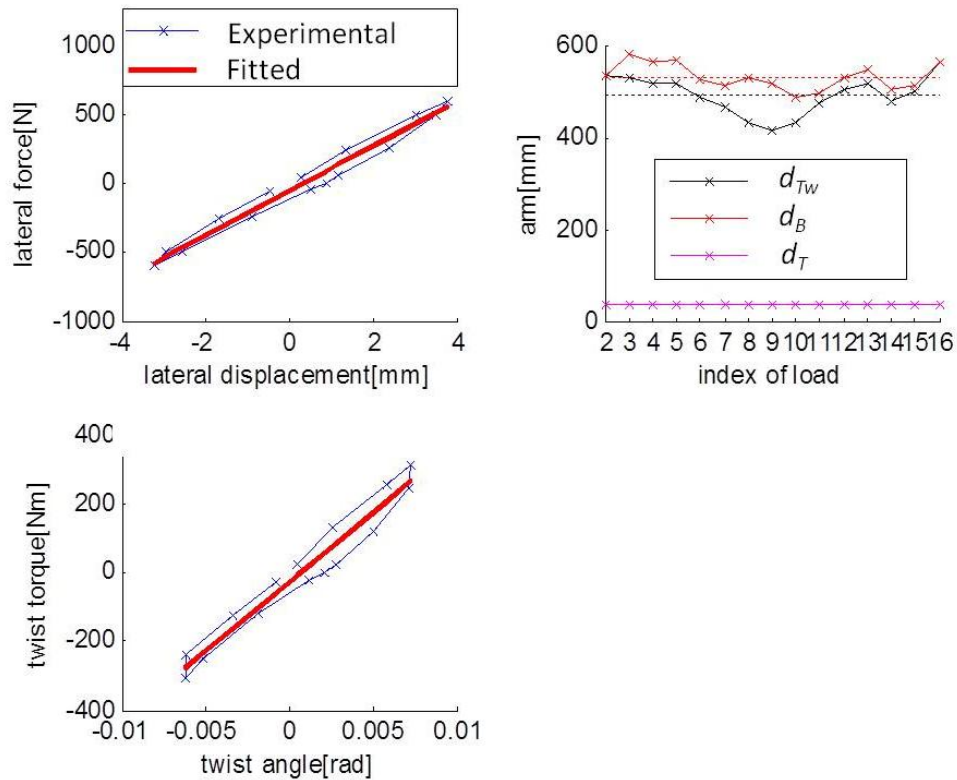 1000
500
0
-500
-1000
lateral force[N]
Experimental
Fitted
-4 -2 0 2 4
lateral displacement[mm]
600
400
200
0
arm[mm]
d_Tw
d_B
d_T
2 3 4 5 6 7 8 9 10 11 12 13 14 15 16
index of load
400
200
0
-200
-400
twist torque[Nm]
-0.01 -0.005 0 0.005 0.01
twist angle[rad]